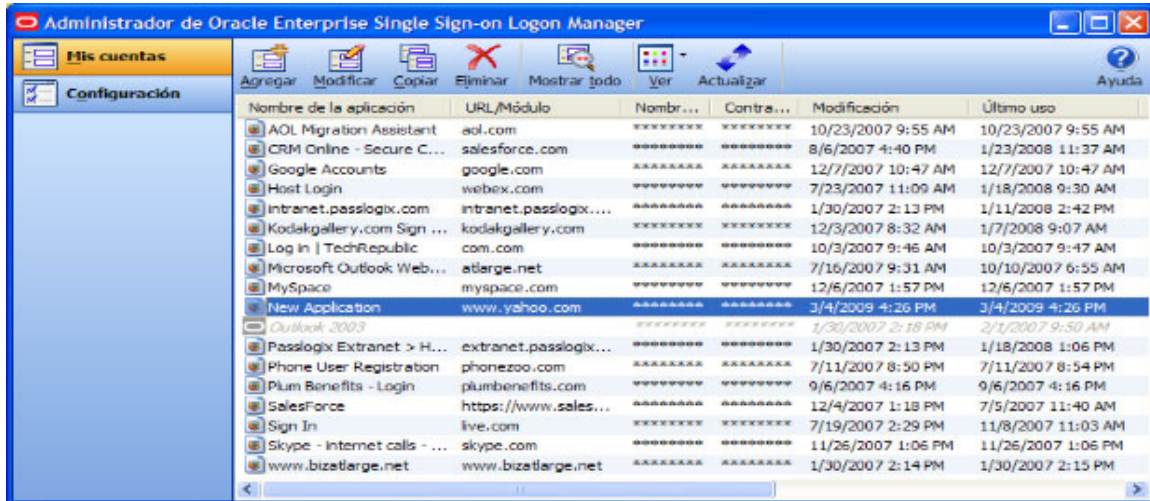 Administrador de Oracle Enterprise Single Sign-on Logon Manager
Mis cuentas
Configuración
Agregar Modificar Copiar Eliminar Mostrar todo Ver Actualizar Ayuda
Nombre de la aplicación URL/Módulo Nombr... Contra... Modificación Último uso
AOL Migration Assistant aol.com ******** ******** 10/23/2007 9:55 AM 10/23/2007 9:55 AM
CRM Online - Secure C... salesforce.com ******** ******** 8/6/2007 4:40 PM 1/23/2008 11:37 AM
Google Accounts google.com ******** ******** 12/7/2007 10:47 AM 12/7/2007 10:47 AM
Host Login webex.com ******** ******** 7/23/2007 11:09 AM 1/18/2008 9:30 AM
intranet.passlogix.com intranet.passlogix.... ******** ******** 1/30/2007 2:13 PM 1/11/2008 2:42 PM
Kodakgallery.com Sign ... kodakgallery.com ******** ******** 12/3/2007 8:32 AM 1/7/2008 9:07 AM
Log in | TechRepublic com.com ******** ******** 10/3/2007 9:46 AM 10/3/2007 9:47 AM
Microsoft Outlook Web... atlarge.net ******** ******** 7/16/2007 9:31 AM 10/10/2007 6:55 AM
MySpace myspace.com ******** ******** 12/6/2007 1:57 PM 12/6/2007 1:57 PM
New Application www.yahoo.com ******** ******** 3/4/2009 4:26 PM 3/4/2009 4:26 PM
Outlook 2003 ******** ******** 1/30/2007 2:18 PM 2/1/2007 9:50 AM
Passlogix Extranet > H... extranet.passlogix... ******** ******** 1/30/2007 2:13 PM 1/18/2008 1:06 PM
Phone User Registration phonezoo.com ******** ******** 7/11/2007 8:50 PM 7/11/2007 8:54 PM
Plum Benefits - Login plumbenefits.com ******** ******** 9/6/2007 4:16 PM 9/6/2007 4:16 PM
SalesForce https://www.sales... ******** ******** 12/4/2007 1:18 PM 7/5/2007 11:40 AM
Sign In live.com ******** ******** 7/19/2007 2:29 PM 11/8/2007 11:03 AM
Skype - internet calls - ... skype.com ******** ******** 11/26/2007 1:06 PM 11/26/2007 1:06 PM
www.bizatlarge.net www.bizatlarge.net ******** ******** 1/30/2007 2:14 PM 1/30/2007 2:15 PM